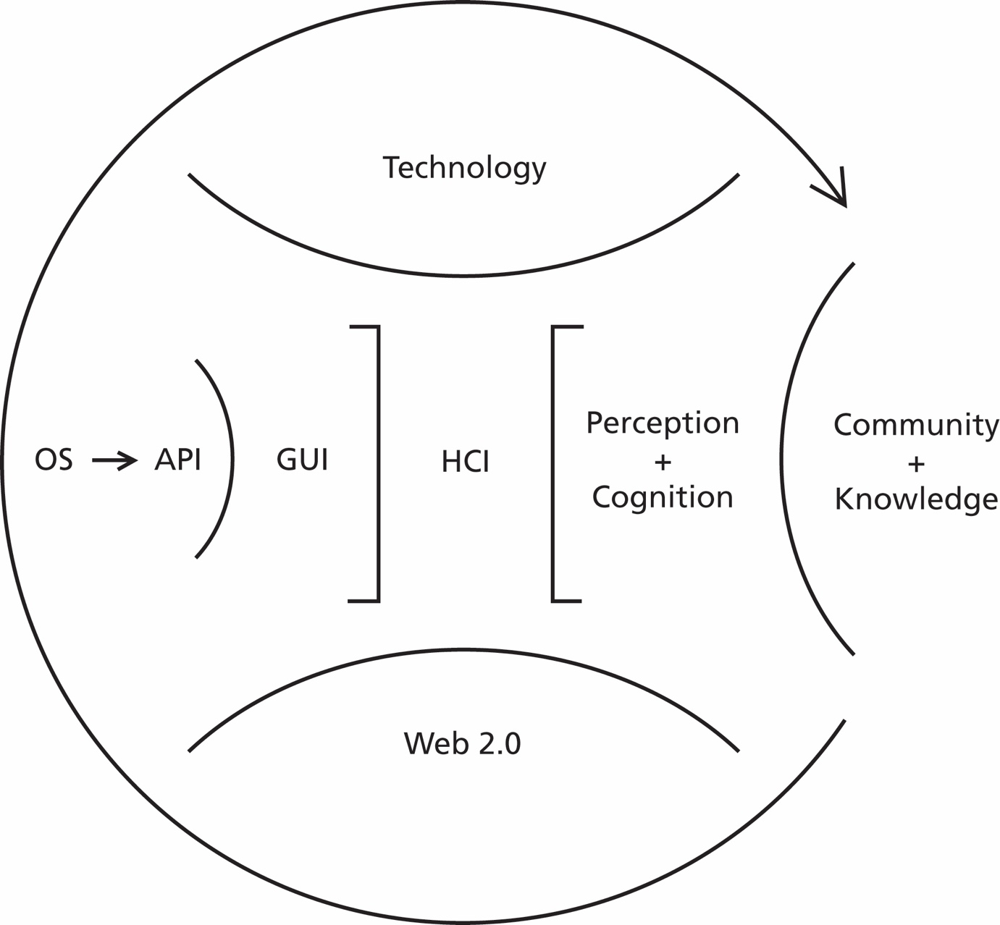 Technology
OS → API
GUI
HCI
Perception
+
Cognition
Community
+
Knowledge
Web 2.0